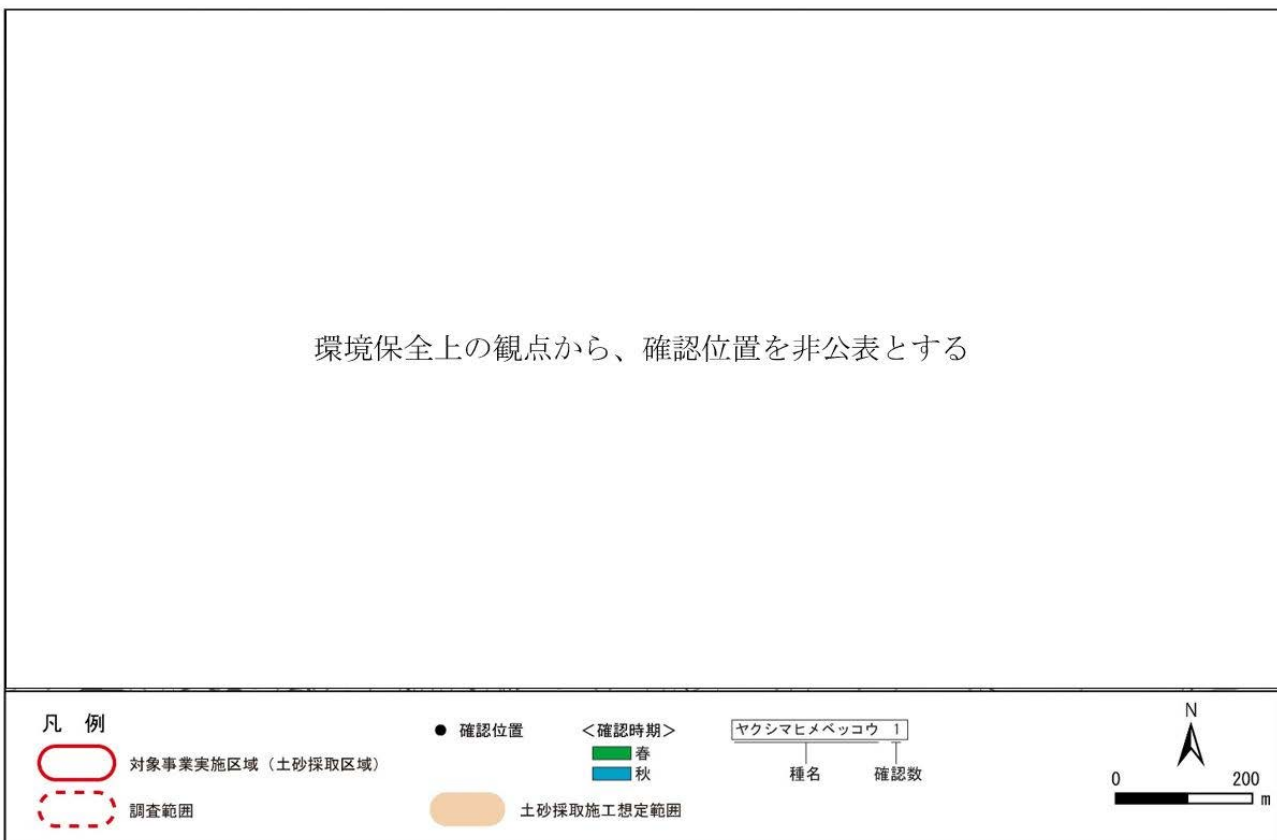 環境保全上の観点から、確認位置を非公表とする
凡 例
対象事業実施区域（土砂採取区域）
調査範囲
● 確認位置
＜確認時期＞
春
秋
土砂採取施工想定範囲
ヤクシマヒメベッコウ 1
種名
確認数
N
0 200 m